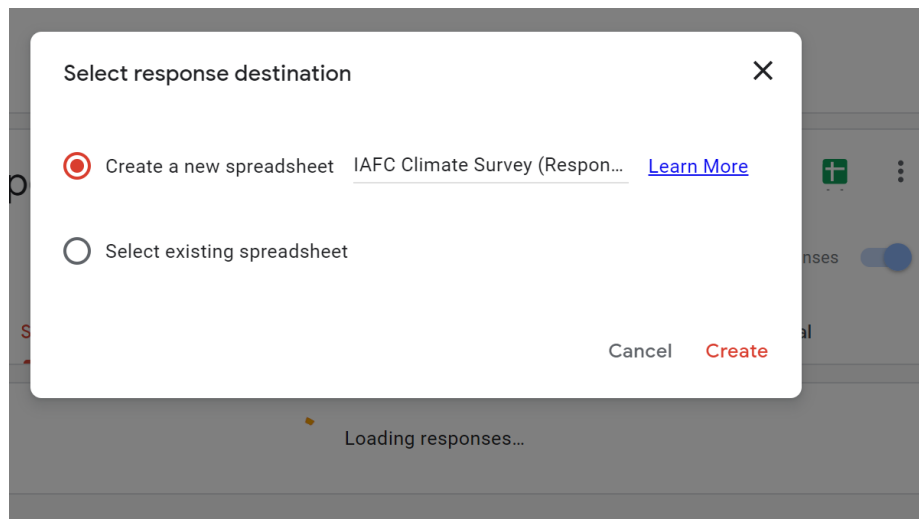 Select response destination
Create a new spreadsheet IAFC Climate Survey (Respon... Learn More
nses
Select existing spreadsheet
Cancel Create
Loading responses...